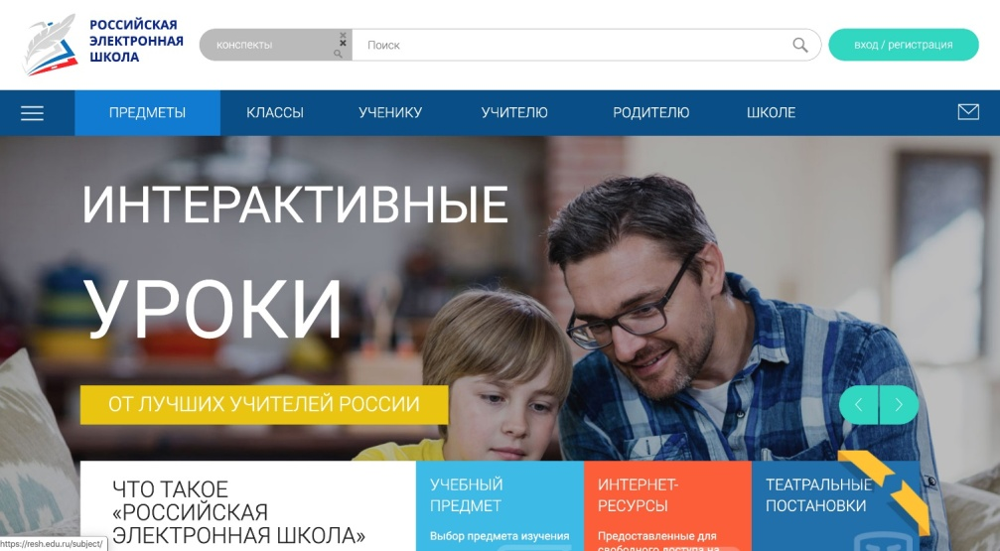 РОССИЙСКАЯ
ЭЛЕКТРОННАЯ
ШКОЛА
конспекты
Поиск
вход / регистрация
ПРЕДМЕТЫ КЛАССЫ УЧЕНИКУ УЧИТЕЛЮ РОДИТЕЛЮ ШКОЛЕ
ИНТЕРАКТИВНЫЕ
УРОКИ
ОТ ЛУЧШИХ УЧИТЕЛЕЙ РОССИИ
ЧТО ТАКОЕ
«РОССИЙСКАЯ
ЭЛЕКТРОННАЯ ШКОЛА»
УЧЕБНЫЙ
ПРЕДМЕТ
Выбор предмета изучения
ИНТЕРНЕТ-
РЕСУРСЫ
Предоставленные для
свободного доступа на
ТЕАТРАЛЬНЫЕ
ПОСТАНОВКИ
https://resh.edu.ru/subject/